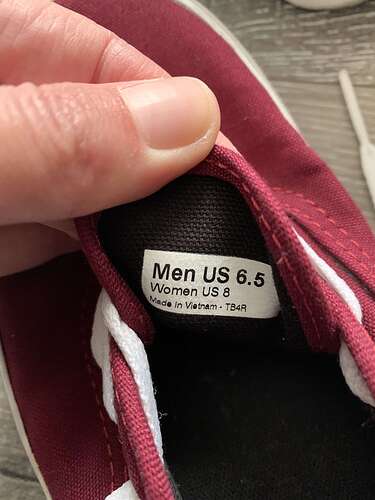 Men US 6.5
Women US 8
Made in Vietnam - TB4R